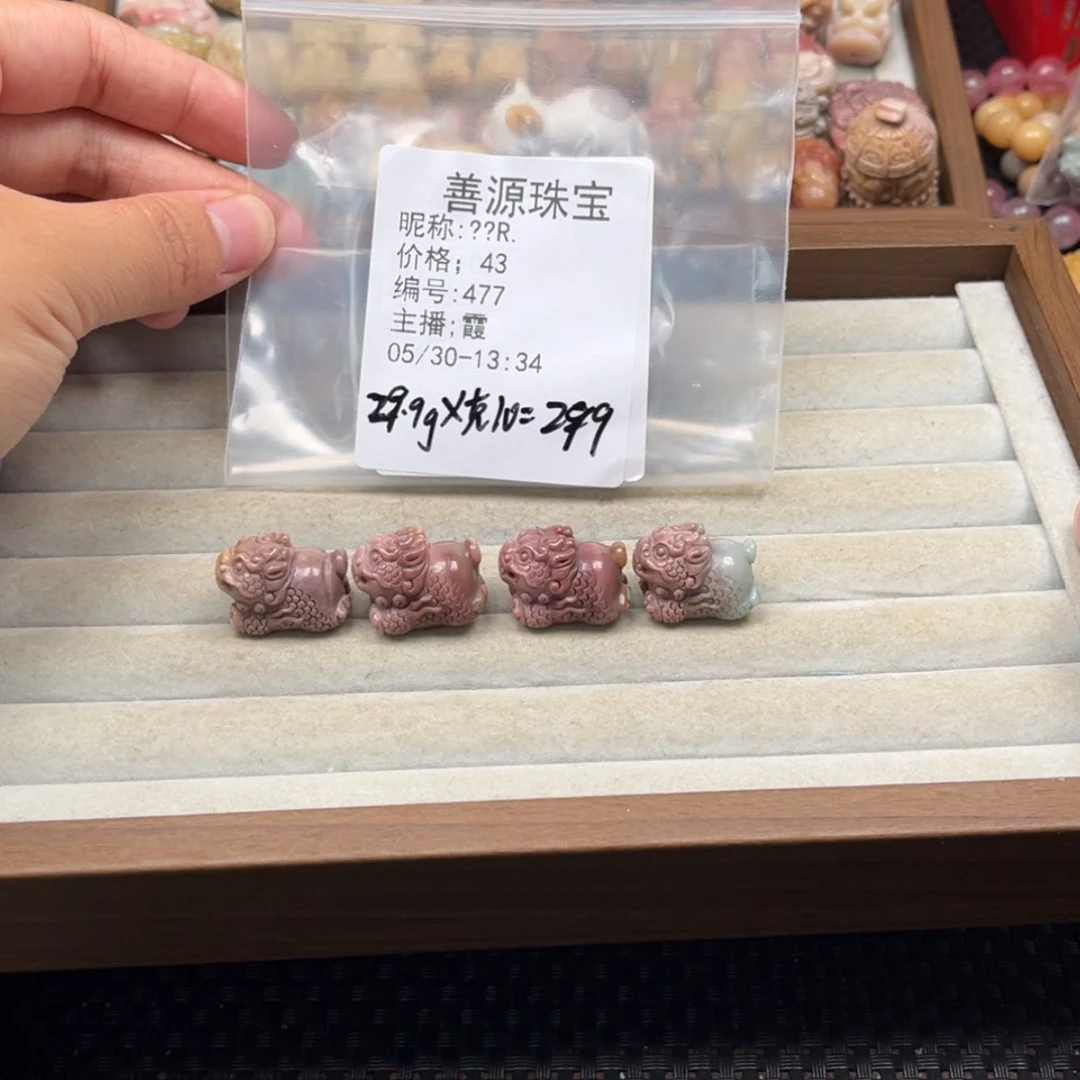 善源珠宝
昵称:??R.
价格; 43
编号:477
主播;霞
05/30-13:34
29.9g X克10=299